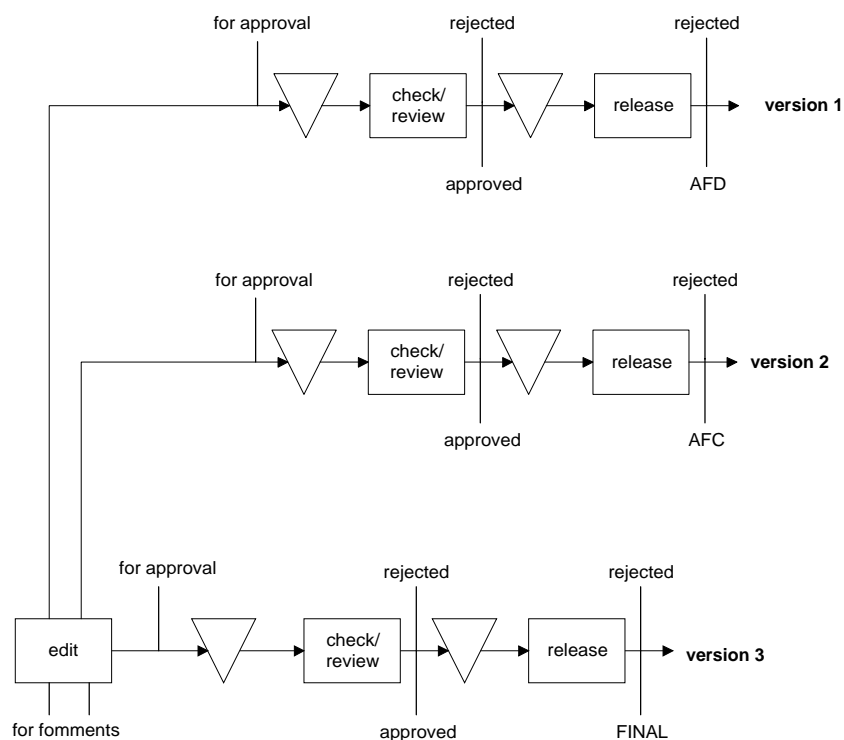 for approval
rejected
rejected
check/
review
release
version 1
approved
AFD
for approval
rejected
rejected
check/
review
release
version 2
approved
AFC
for approval
rejected
rejected
edit
check/
review
release
version 3
for fomments
approved
FINAL